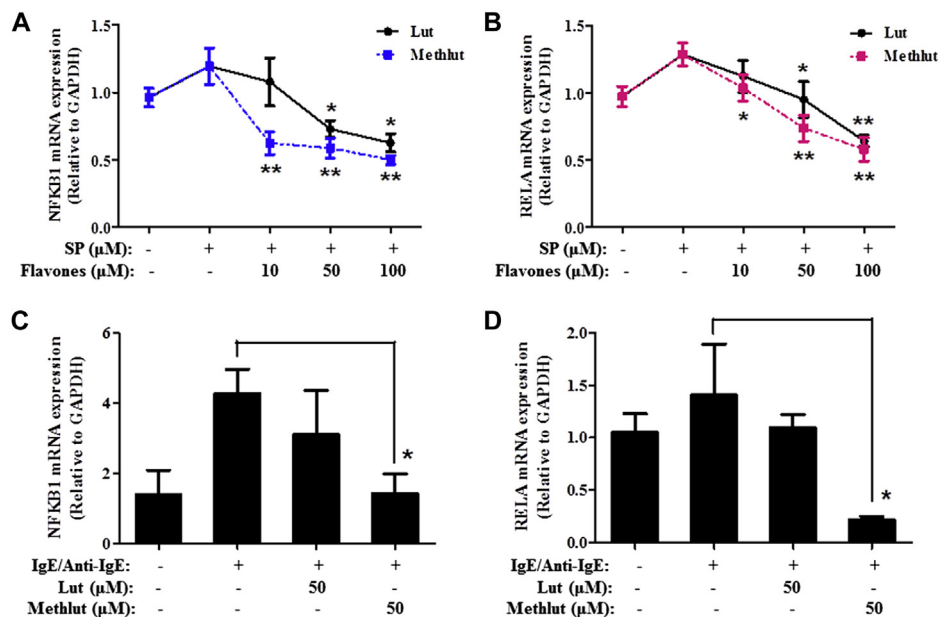 A
NFKB1 mRNA expression
(Relative to GAPDH)
1.5
1.0
0.5
0.0
Lut
Methlut
*
*
**
**
**
SP (µM): - + + + +
Flavones (µM): - - 10 50 100
B
RELA mRNA expression
(Relative to GAPDH)
1.5
1.0
0.5
0.0
Lut
Methlut
*
**
*
**
**
SP (µM): - + + + +
Flavones (µM): - - 10 50 100
C
NFKB1 mRNA expression
(Relative to GAPDH)
6
4
2
0
*
IgE/Anti-IgE: - + + +
Lut (µM): - - 50 -
Methlut (µM): - - - 50
D
RELA mRNA expression
(Relative to GAPDH)
2.0
1.5
1.0
0.5
0.0
*
IgE/Anti-IgE: - + + +
Lut (µM): - - 50 -
Methlut (µM): - - - 50